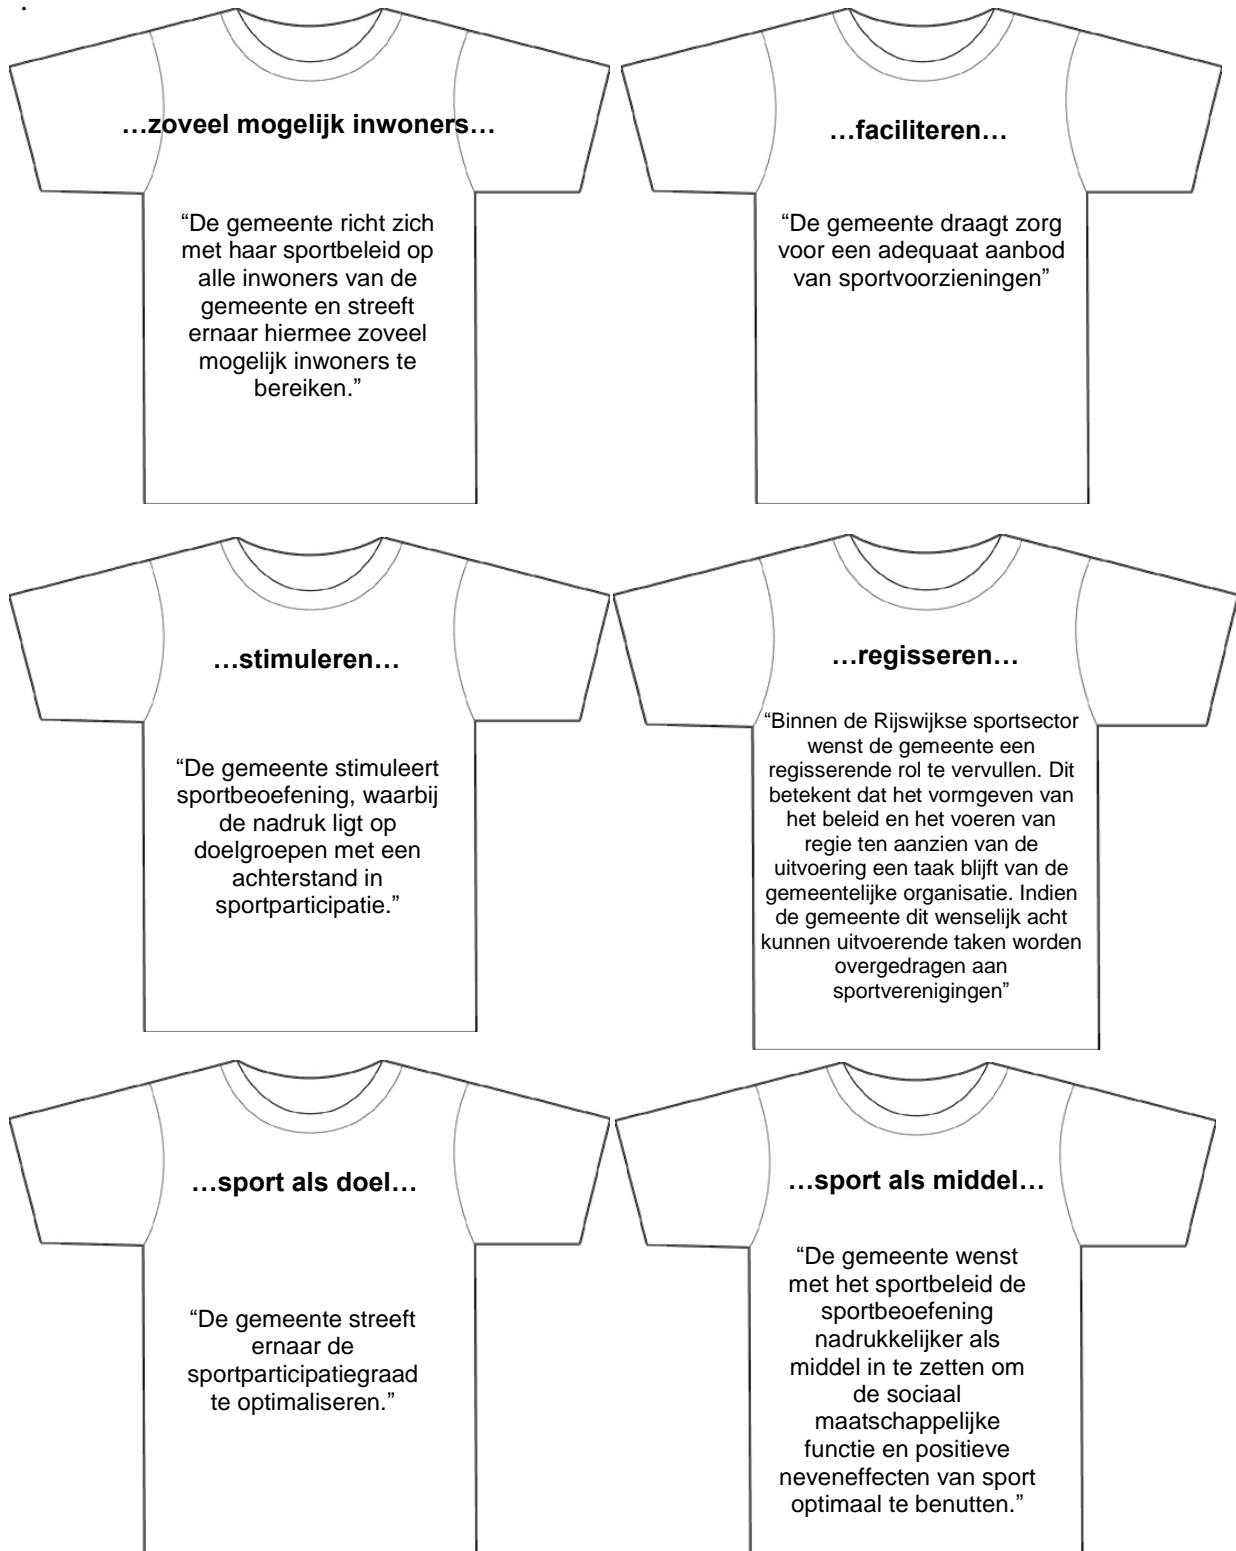 .
…zoveel mogelijk inwoners…
“De gemeente richt zich
met haar sportbeleid op
alle inwoners van de
gemeente en streeft
ernaar hiermee zoveel
mogelijk inwoners te
bereiken.”
…faciliteren…
“De gemeente draagt zorg
voor een adequaat aanbod
van sportvoorzieningen”
…stimuleren…
“De gemeente stimuleert
sportbeoefening, waarbij
de nadruk ligt op
doelgroepen met een
achterstand in
sportparticipatie.”
…regisseren…
“Binnen de Rijswijkse sportsector
wenst de gemeente een
regisserende rol te vervullen. Dit
betekent dat het vormgeven van
het beleid en het voeren van
regie ten aanzien van de
uitvoering een taak blijft van de
gemeentelijke organisatie. Indien
de gemeente dit wenselijk acht
kunnen uitvoerende taken worden
overgedragen aan
sportverenigingen”
…sport als doel…
“De gemeente streeft
ernaar de
sportparticipatiegraad
te optimaliseren.”
…sport als middel…
“De gemeente wenst
met het sportbeleid de
sportbeoefening
nadrukkelijker als
middel in te zetten om
de sociaal
maatschappelijke
functie en positieve
neveneffecten van sport
optimaal te benutten.”